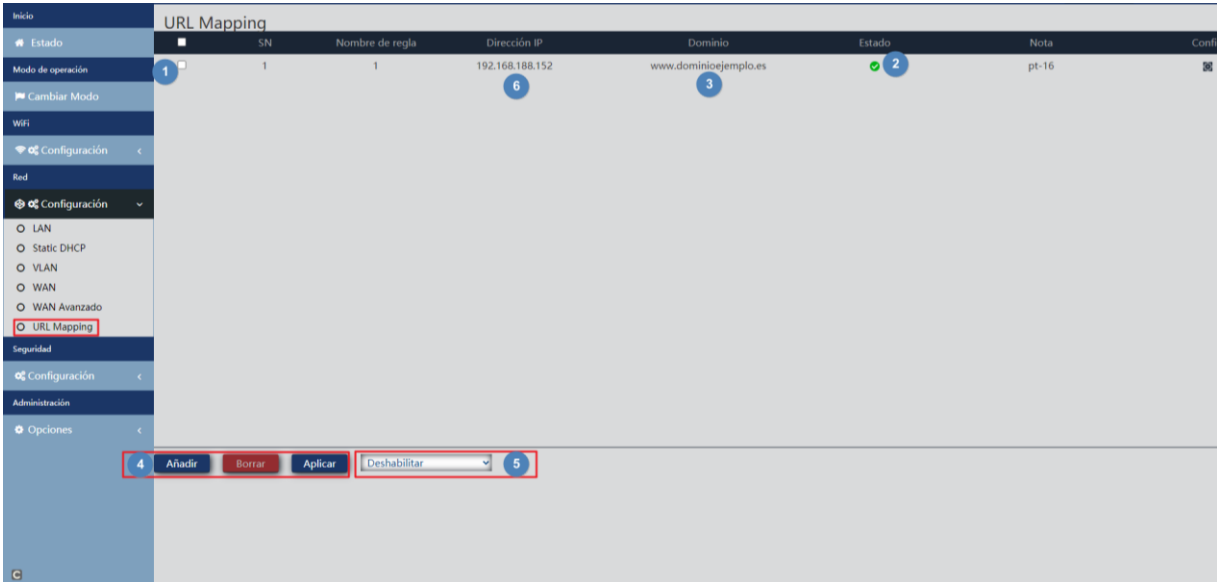 Inicio
Estado
Modo de operación
Cambiar Modo
WiFi
Configuración
Red
Configuración
LAN
Static DHCP
VLAN
WAN
WAN Avanzado
URL Mapping
Seguridad
Configuración
Administración
Opciones
URL Mapping
SN Nombre de regla Dirección IP Dominio Estado Nota Confi
1 1 1 192.168.188.152 www.dominioejemplo.es 2 pt-16
6 3
4 Añadir Borrar Aplicar Deshabilitar 5